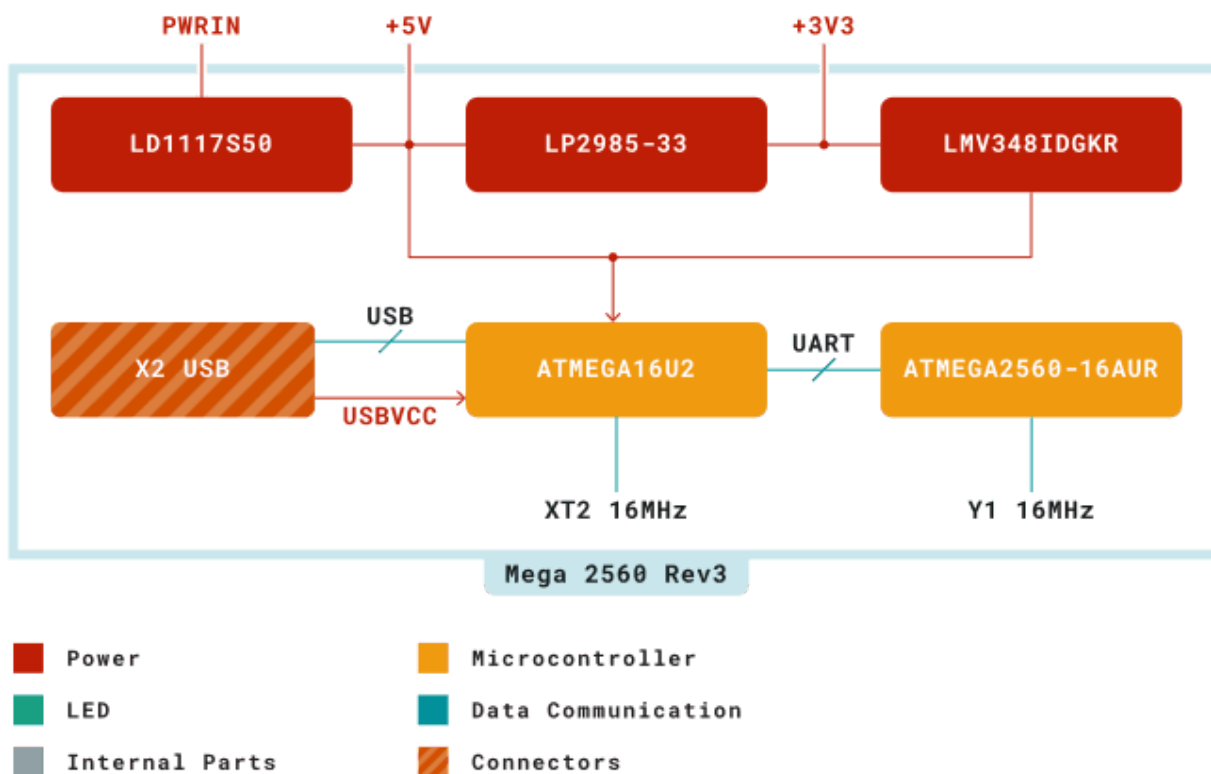 PWRIN
+5V
+3V3
LD1117S50
LP2985-33
LMV348IDGKR
USB
UART
X2 USB
ATMEGA16U2
ATMEGA2560-16AUR
USBVCC
XT2 16MHz
Y1 16MHz
Mega 2560 Rev3
Power
Microcontroller
LED
Data Communication
Internal Parts
Connectors